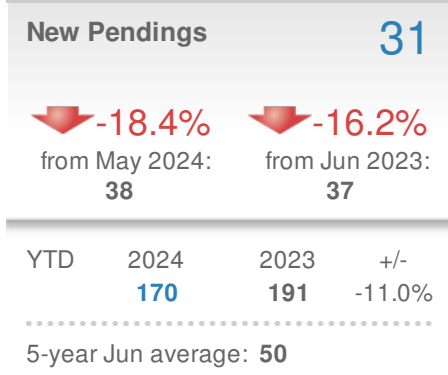 New Pendings 31
-18.4% -16.2%
from May 2024: from Jun 2023:
38 37
YTD 2024 2023 +/-
170 191 -11.0%
5-year Jun average: 50